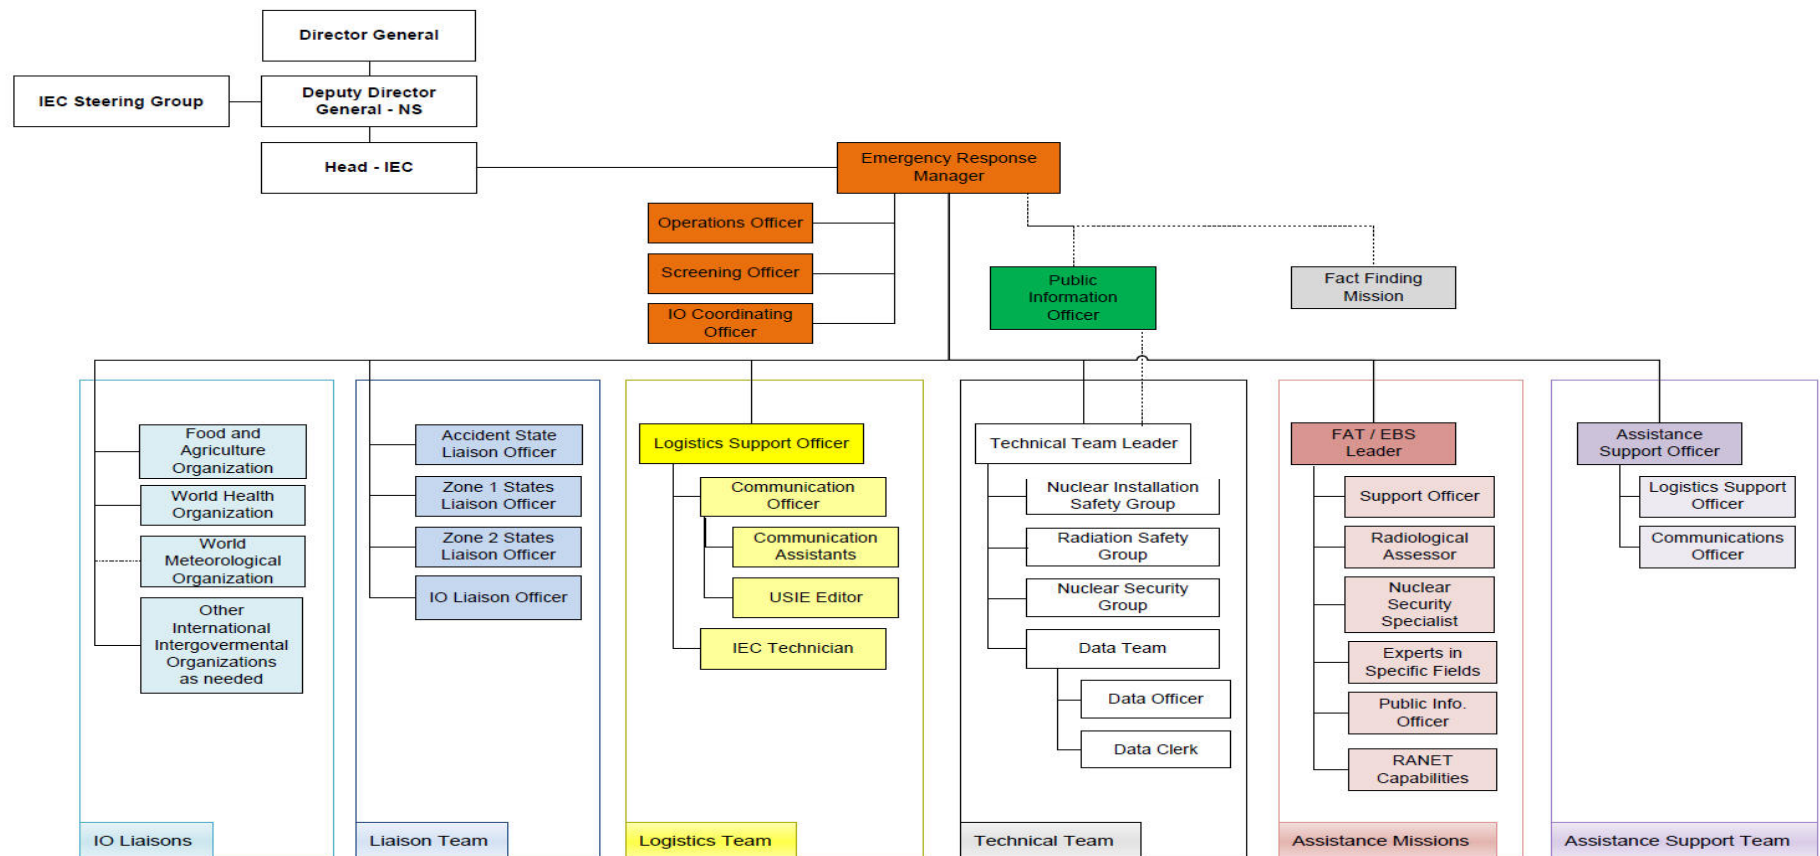 Director General
IEC Steering Group
Deputy Director
General - NS
Head - IEC
Emergency Response
Manager
Operations Officer
Screening Officer
IO Coordinating
Officer
Public
Information
Officer
Fact Finding
Mission
Food and
Agriculture
Organization
World Health
Organization
World
Meteorological
Organization
Other
International
Intergovermental
Organizations
as needed
IO Liaisons
Accident State
Liaison Officer
Zone 1 States
Liaison Officer
Zone 2 States
Liaison Officer
IO Liaison Officer
Liaison Team
Logistics Support Officer
Communication
Officer
Communication
Assistants
USIE Editor
IEC Technician
Logistics Team
Technical Team Leader
Nuclear Installation
Safety Group
Radiation Safety
Group
Nuclear Security
Group
Data Team
Data Officer
Data Clerk
Technical Team
FAT / EBS
Leader
Support Officer
Radiological
Assessor
Nuclear
Security
Specialist
Experts in
Specific Fields
Public Info.
Officer
RANET
Capabilities
Assistance Missions
Assistance
Support Officer
Logistics Support
Officer
Communications
Officer
Assistance Support Team